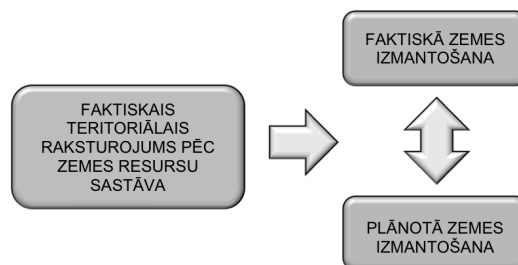 FAKTISKAIS
TERITORIĀLAIS
RAKSTUROJUMS PĒC
ZEMES RESURSU
SASTĀVA
FAKTISKĀ ZEMES
IZMANTOŠANA
PLĀNOTĀ ZEMES
IZMANTOŠANA